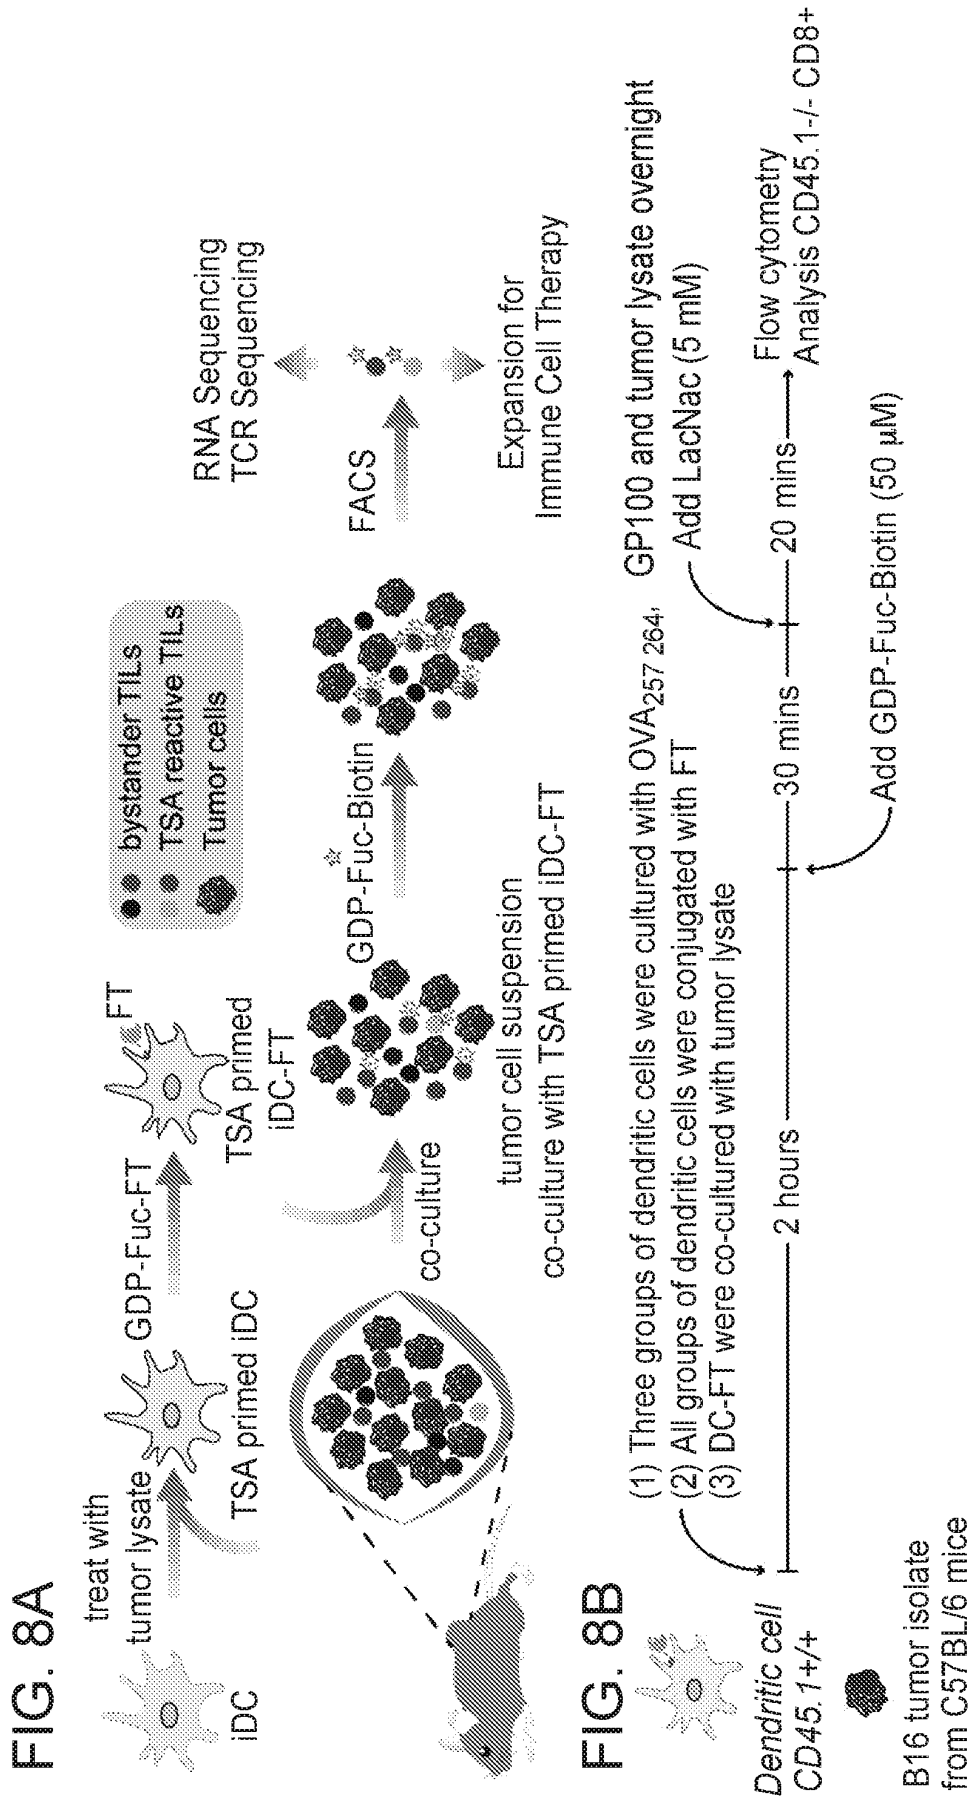 FIG. 8A
iDC
treat with
tumor lysate
TSA primed iDC
GDP-Fuc-FT
FT
TSA primed
iDC-FT
bystander TILs
TSA reactive TILs
Tumor cells
co-culture
tumor cell suspension
co-culture with TSA primed iDC-FT
GDP-Fuc-Biotin
FACS
RNA Sequencing
TCR Sequencing
Expansion for
Immune Cell Therapy
FIG. 8B
Dendritic cell
CD45.1+/+
B16 tumor isolate
from C57BL/6 mice
(1) Three groups of dendritic cells were cultured with OVA257 264, GP100 and tumor lysate overnight
(2) All groups of dendritic cells were conjugated with FT
(3) DC-FT were co-cultured with tumor lysate
2 hours
Add GDP-Fuc-Biotin (50 µM)
30 mins
Add LacNac (5 mM)
20 mins
Flow cytometry
Analysis CD45.1-/- CD8+